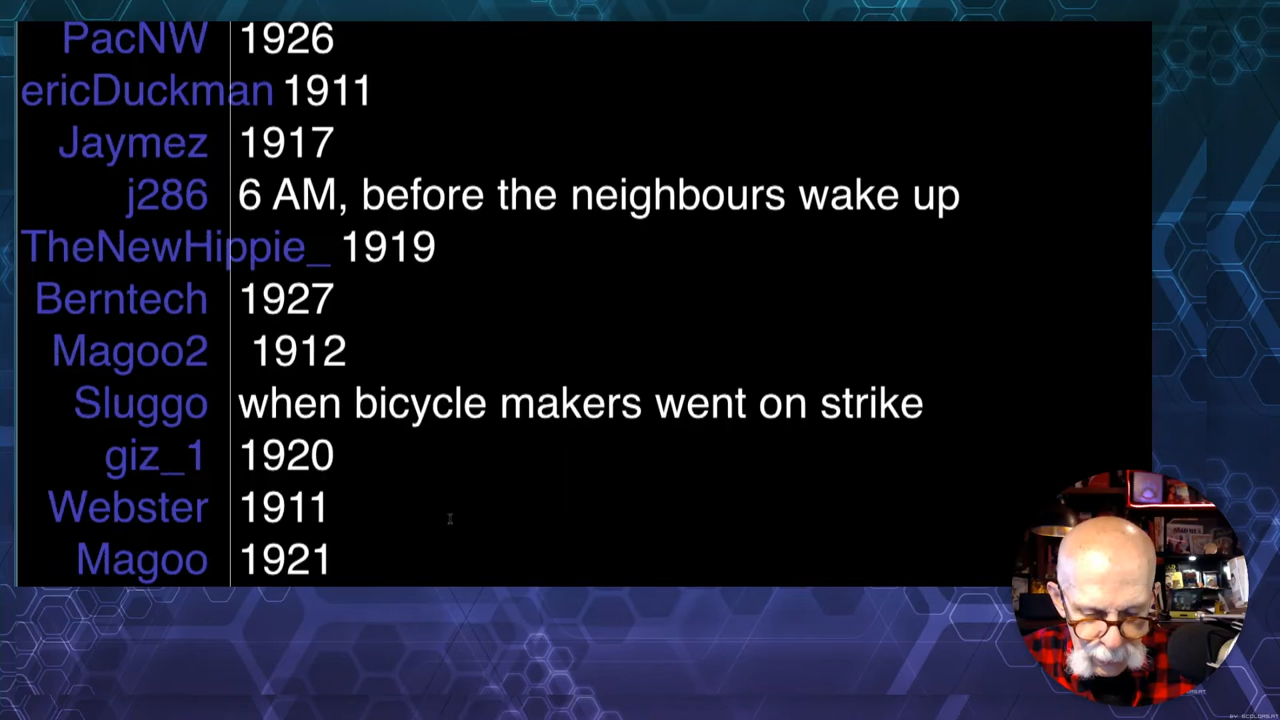 PacNW 1926
ericDuckman 1911
Jaymez 1917
j286 6 AM, before the neighbours wake up
TheNewHippie_ 1919
Berntech 1927
Magoo2 1912
Sluggo when bicycle makers went on strike
giz_1 1920
Webster 1911
Magoo 1921